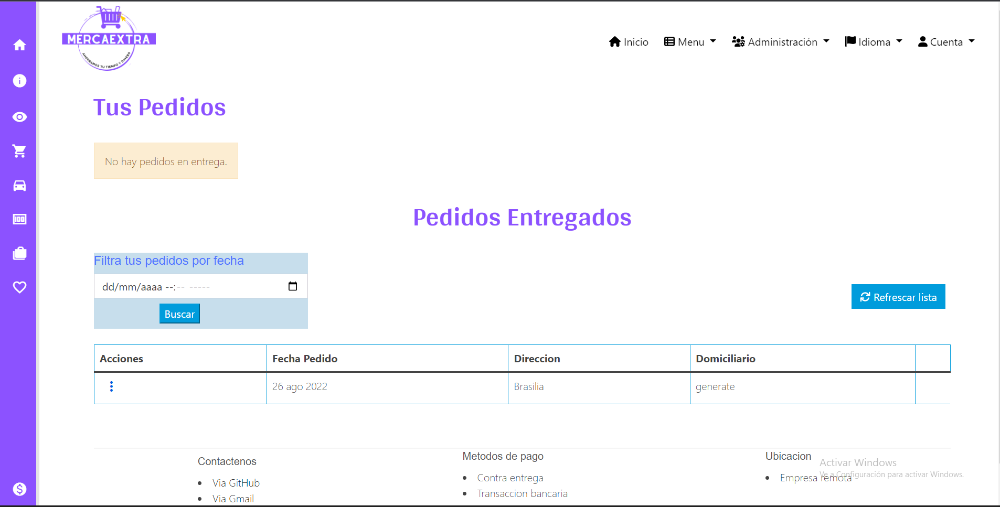 MERCAEXTRA
AHORRAMOS TU TIEMPO Y DINERO
Inicio
Menu
Administración
Idioma
Cuenta
Tus Pedidos
No hay pedidos en entrega.
Pedidos Entregados
Filtra tus pedidos por fecha
dd/mm/aaaa --:-- -----
Buscar
Refrescar lista
Acciones Fecha Pedido Direccion Domiciliario
26 ago 2022 Brasilia generate
Contactenos
Via GitHub
Via Gmail
Metodos de pago
Contra entrega
Transaccion bancaria
Ubicacion
Empresa remota
Activar Windows
Ve a Configuración para activar Windows.